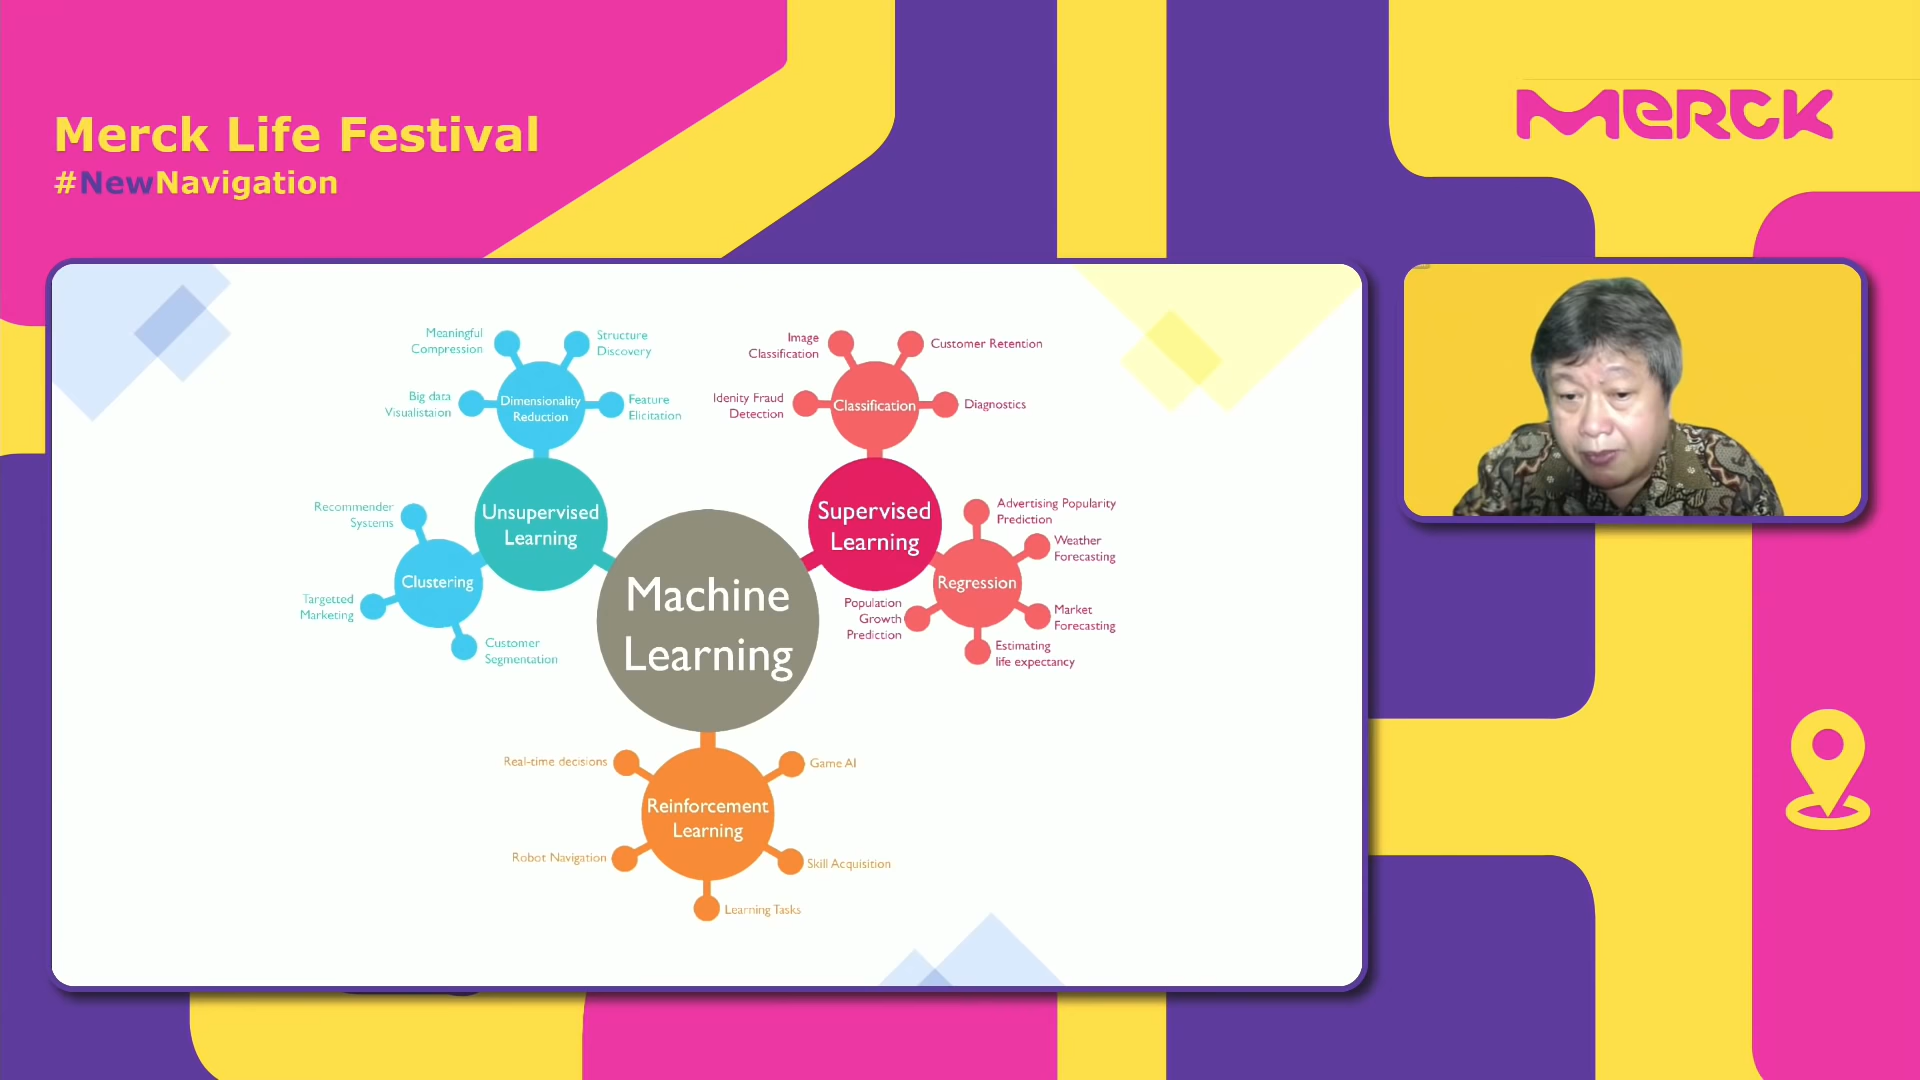 Merck Life Festival
#NewNavigation
MERCK
Meaningful
Compression
Structure
Discovery
Big data
Visualistaion
Dimensionality
Reduction
Feature
Elicitation
Image
Classification
Customer Retention
Idenity Fraud
Detection
Classification
Diagnostics
Recommender
Systems
Unsupervised
Learning
Clustering
Targetted
Marketing
Customer
Segmentation
Machine
Learning
Supervised
Learning
Advertising Popularity
Prediction
Weather
Forecasting
Regression
Population
Growth
Prediction
Market
Forecasting
Estimating
life expectancy
Real-time decisions
Game AI
Reinforcement
Learning
Robot Navigation
Skill Acquisition
Learning Tasks